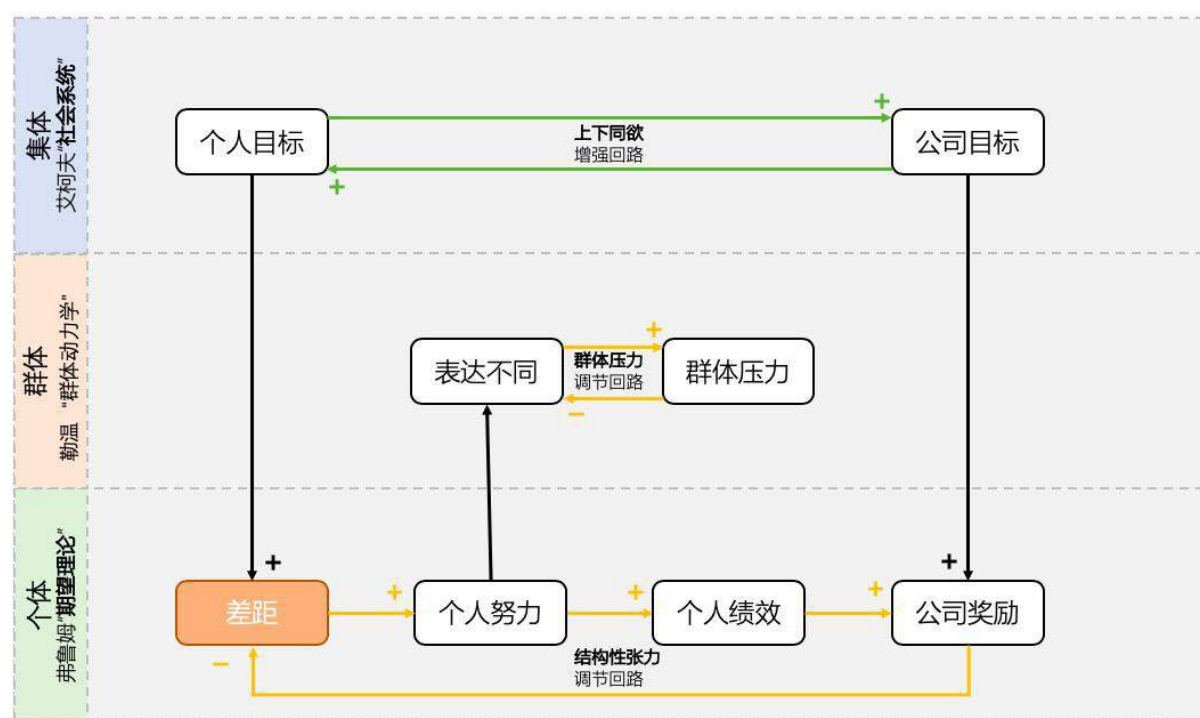 集体
艾柯夫“社会系统”
个人目标
+
上下同欲
增强回路
+
公司目标
群体
勒温 “群体动力学”
表达不同
+
群体压力
调节回路
−
群体压力
个体
弗鲁姆“期望理论”
+
差距
+
个人努力
+
个人绩效
+
+
公司奖励
−
结构性张力
调节回路